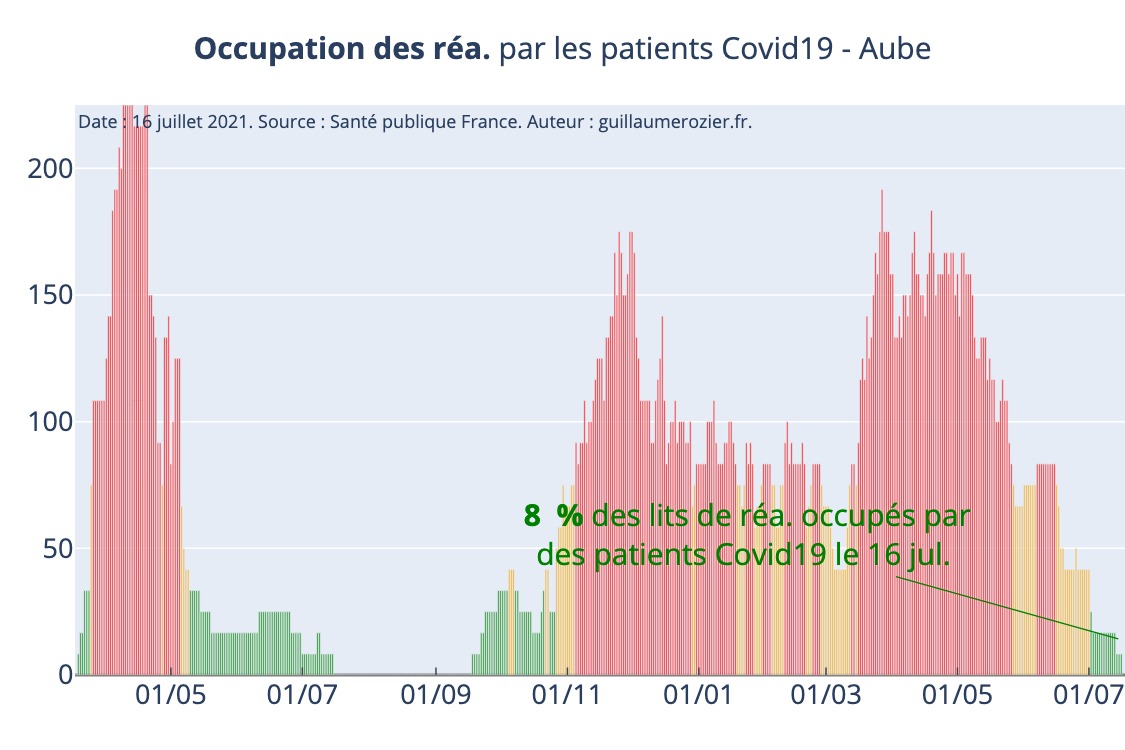 Occupation des réa. par les patients Covid19 - Aube
Date : 16 juillet 2021. Source : Santé publique France. Auteur : guillaumerozier.fr.
200
150
100
50
0
8 % des lits de réa. occupés par
des patients Covid19 le 16 jul.
01/05 01/07 01/09 01/11 01/01 01/03 01/05 01/07